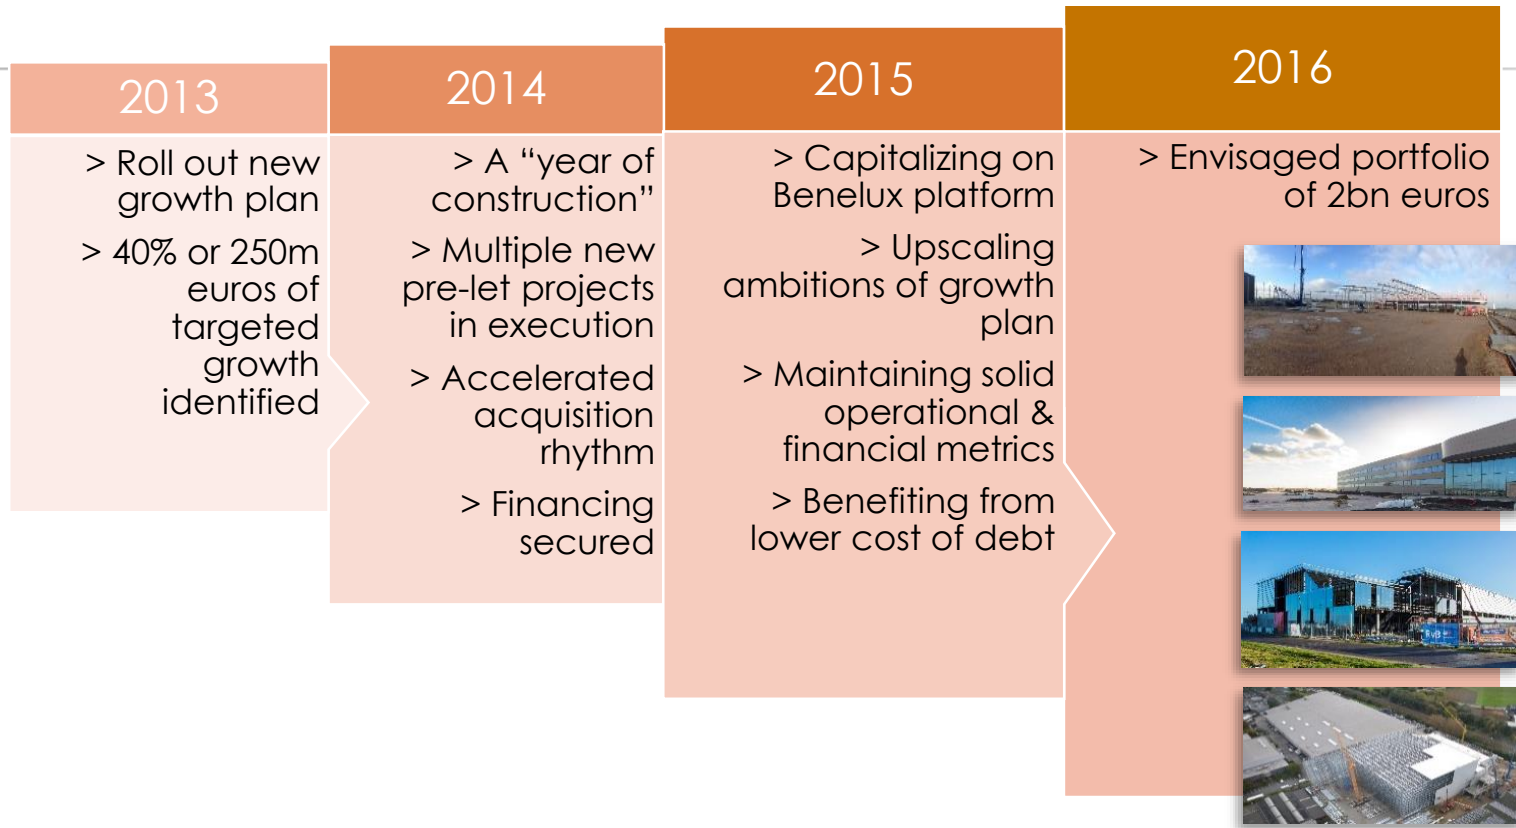 2013
> Roll out new
growth plan
> 40% or 250m
euros of
targeted
growth
identified
2014
> A “year of
construction”
> Multiple new
pre-let projects
in execution
> Accelerated
acquisition
rhythm
> Financing
secured
2015
> Capitalizing on
Benelux platform
> Upscaling
ambitions of growth
plan
> Maintaining solid
operational &
financial metrics
> Benefiting from
lower cost of debt
2016
> Envisaged portfolio
of 2bn euros
RvB